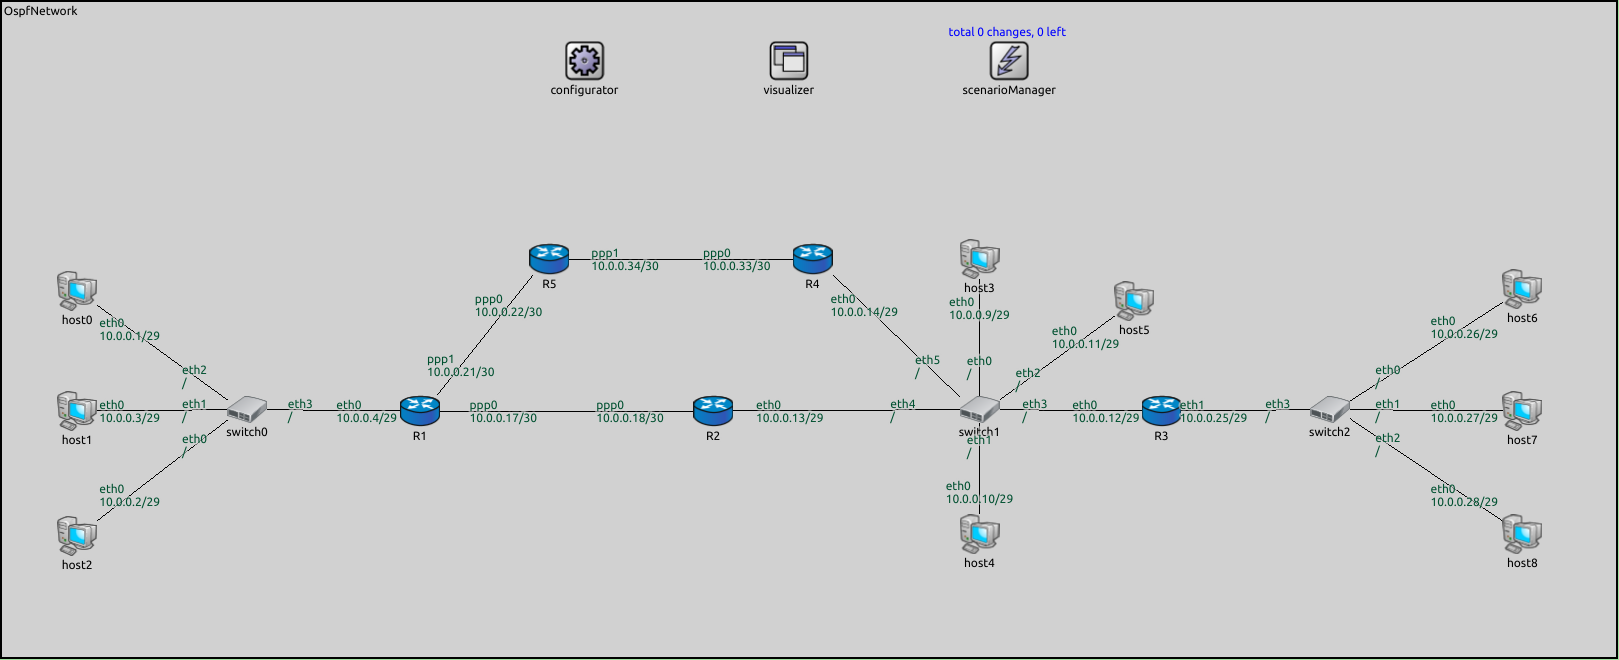 OspfNetwork
total 0 changes, 0 left
configurator
visualizer
scenarioManager
ppp1
10.0.0.34/30
ppp0
10.0.0.33/30
R5
R4
host3
host0
host5
host6
ppp0
10.0.0.22/30
eth0
10.0.0.14/29
eth0
10.0.0.9/29
eth0
10.0.0.1/29
eth0
10.0.0.11/29
eth0
10.0.0.26/29
ppp1
10.0.0.21/30
eth5
/
eth0
/
eth2
/
eth2
/
eth0
/
eth0
10.0.0.3/29
eth1
/
eth3
/
eth0
10.0.0.4/29
ppp0
10.0.0.17/30
ppp0
10.0.0.18/30
eth0
10.0.0.13/29
eth4
/
eth3
/
eth0
10.0.0.12/29
eth1
10.0.0.25/29
eth3
/
eth1
/
eth0
10.0.0.27/29
host1
switch0
R1
R2
switch1
R3
switch2
host7
eth0
/
eth1
/
eth2
/
eth0
10.0.0.2/29
eth0
10.0.0.10/29
eth0
10.0.0.28/29
host2
host4
host8